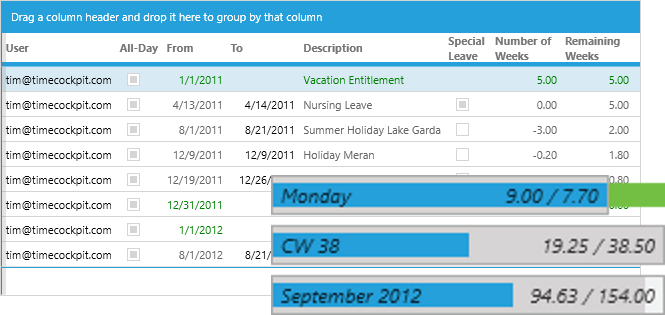 Drag a column header and drop it here to group by that column
User All-Day From To Description Special Leave Number of Weeks Remaining Weeks
tim@timecockpit.com 1/1/2011 Vacation Entitlement 5.00 5.00
tim@timecockpit.com 4/13/2011 4/14/2011 Nursing Leave 0.00 5.00
tim@timecockpit.com 8/1/2011 8/21/2011 Summer Holiday Lake Garda -3.00 2.00
tim@timecockpit.com 12/9/2011 12/9/2011 Holiday Meran -0.20 1.80
tim@timecockpit.com 12/19/2011 12/26/ 0.80
tim@timecockpit.com 12/31/2011
tim@timecockpit.com 1/1/2012
tim@timecockpit.com 8/1/2012 8/21/
Monday 9.00 / 7.70
CW 38 19.25 / 38.50
September 2012 94.63 / 154.00